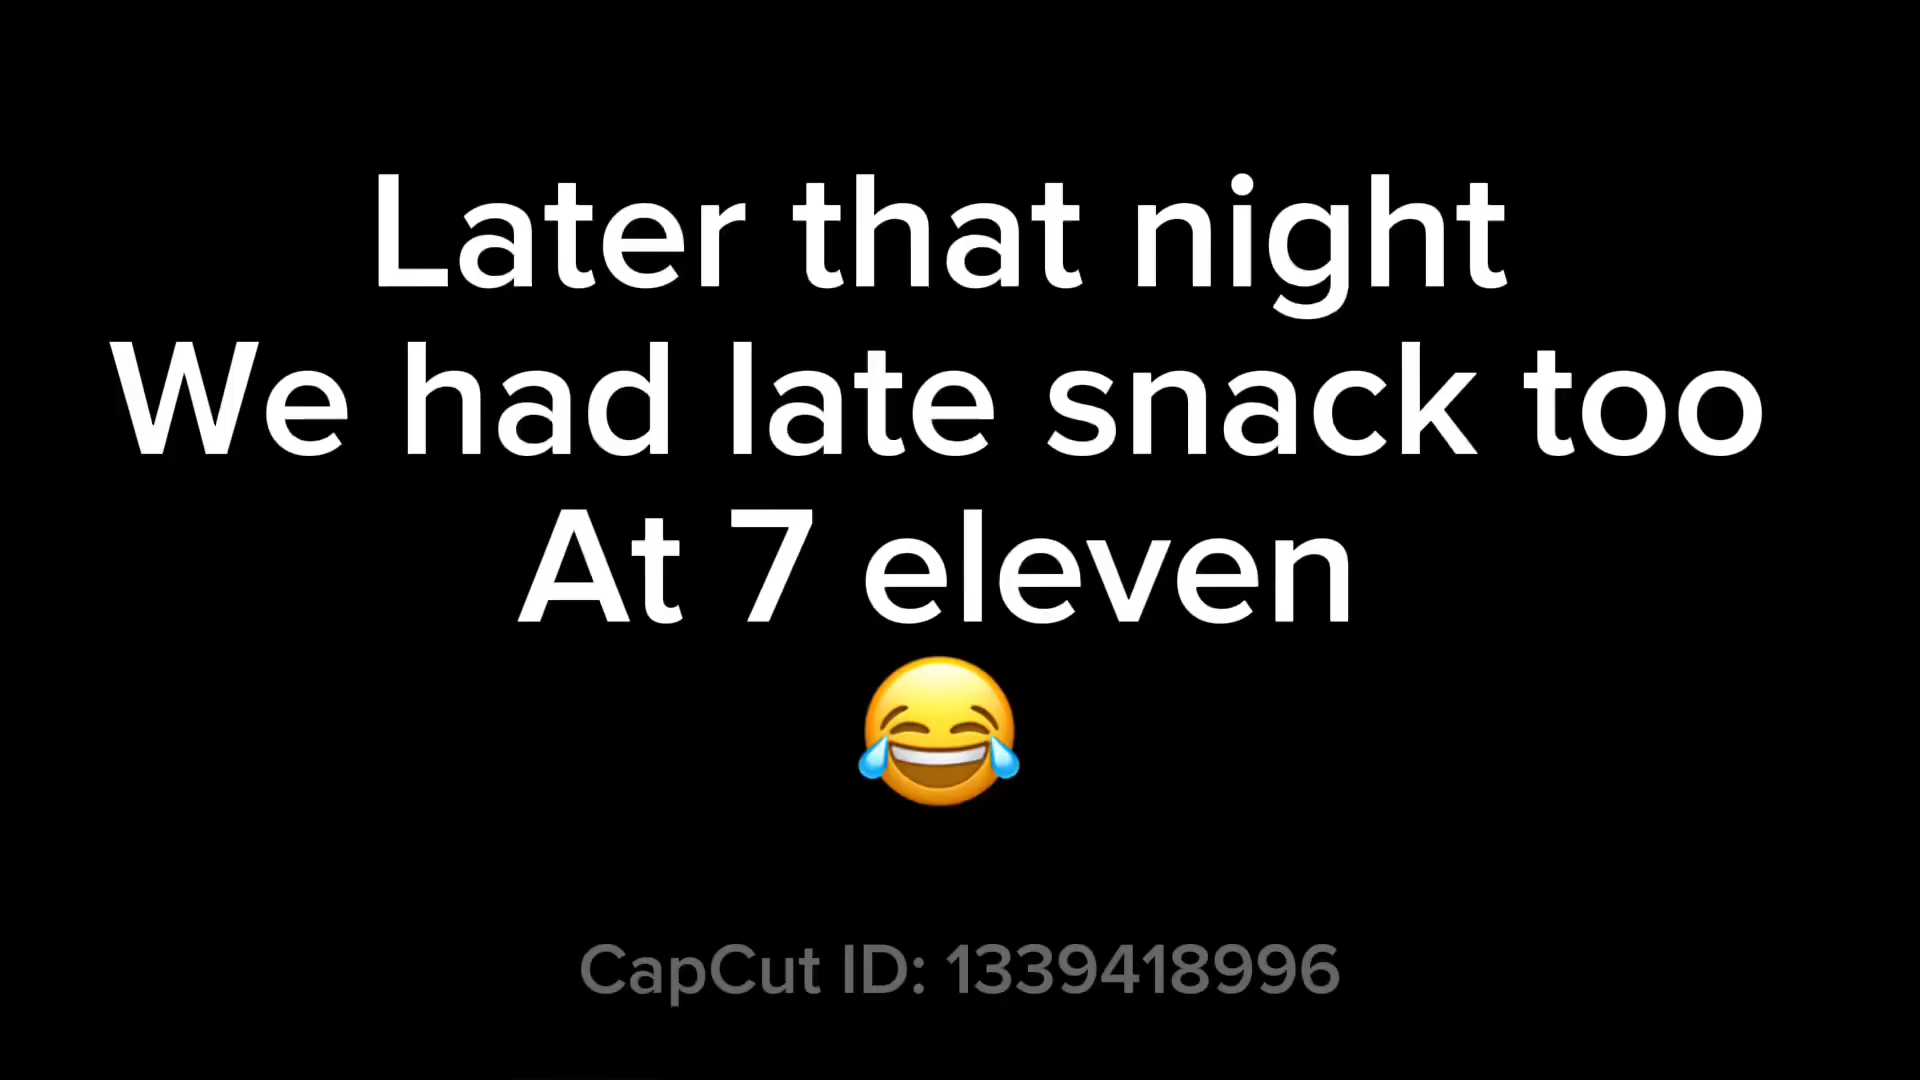 Later that night
We had late snack too
At 7 eleven
😂
CapCut ID: 1339418996